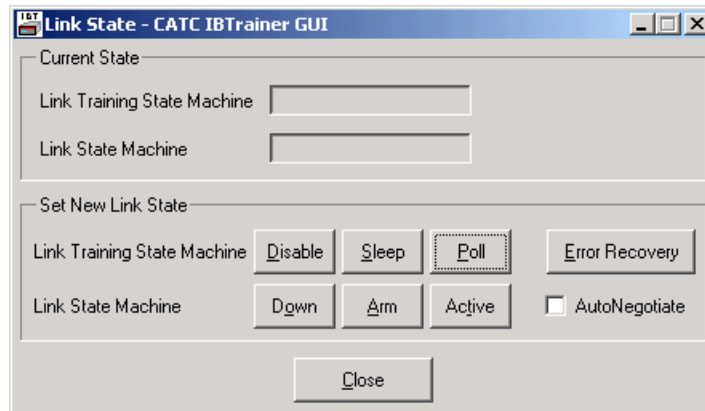 IBT
Link State - CATC IBTrainer GUI
Current State
Link Training State Machine
Link State Machine
Set New Link State
Link Training State Machine Disable Sleep Poll Error Recovery
Link State Machine Down Arm Active AutoNegotiate
Close